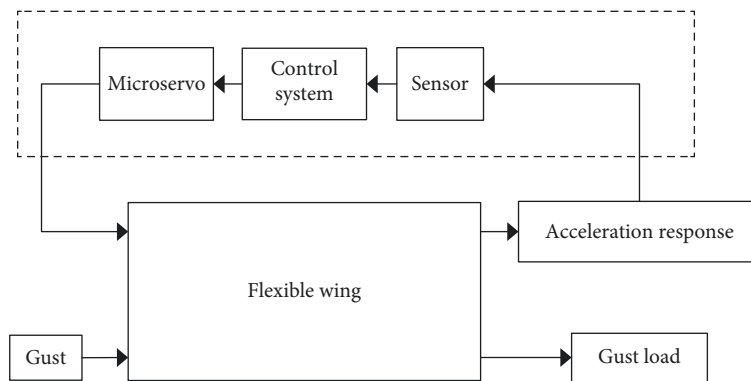 Microservo
Control
system
Sensor
Acceleration response
Flexible wing
Gust
Gust load